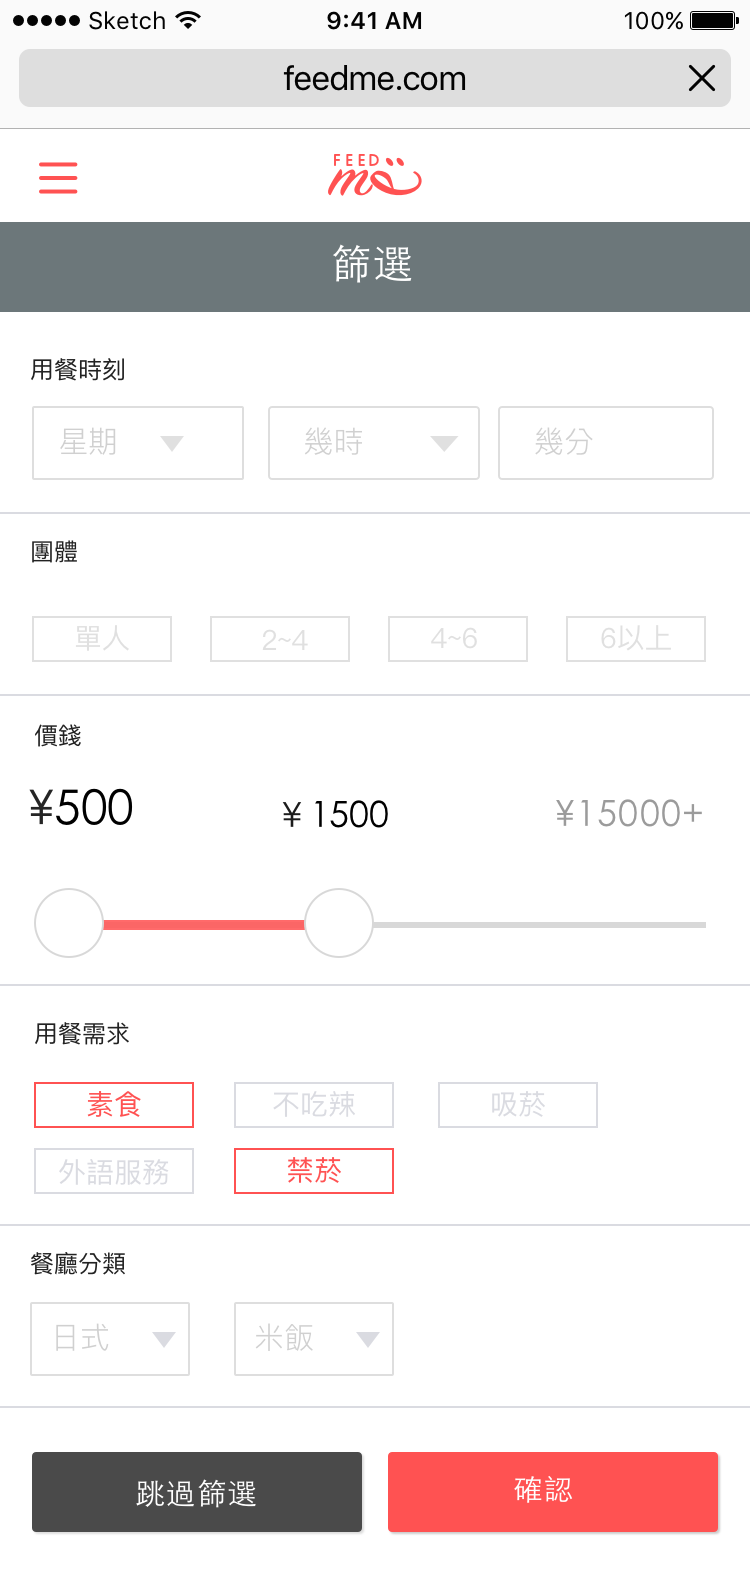 Sketch 9:41 AM 100%
feedme.com
FEED
me
篩選
用餐時刻
星期 幾時 幾分
團體
單人 2~4 4~6 6以上
價錢
¥500 ¥ 1500 ¥15000+
用餐需求
素食 不吃辣 吸菸
外語服務 禁菸
餐廳分類
日式 米飯
跳過篩選 確認